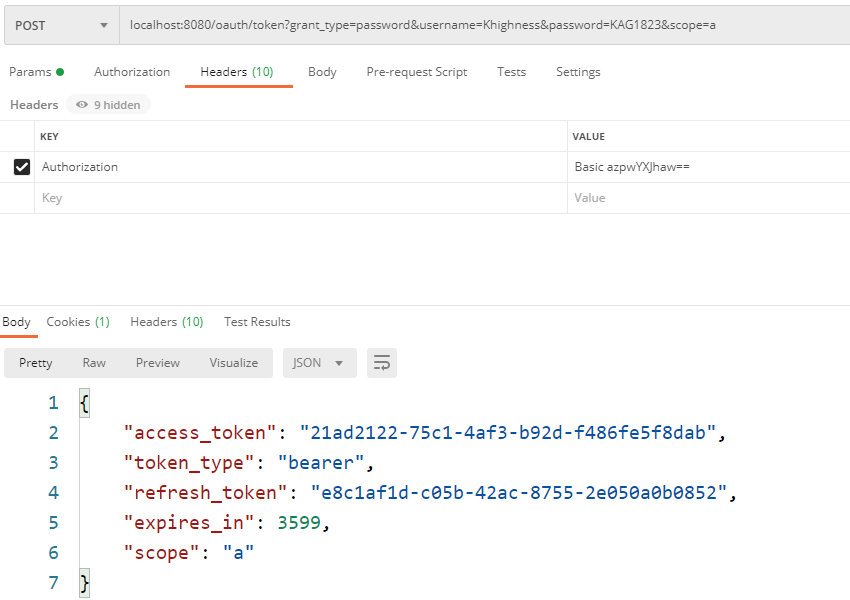 POST localhost:8080/oauth/token?grant_type=password&username=Khighness&password=KAG1823&scope=a
Params Authorization Headers (10) Body Pre-request Script Tests Settings
Headers 9 hidden
KEY VALUE
Authorization Basic azpwYXJhaw==
Key Value
Body Cookies (1) Headers (10) Test Results
Pretty Raw Preview Visualize JSON
1 {
2 "access_token": "21ad2122-75c1-4af3-b92d-f486fe5f8dab",
3 "token_type": "bearer",
4 "refresh_token": "e8c1af1d-c05b-42ac-8755-2e050a0b0852",
5 "expires_in": 3599,
6 "scope": "a"
7 }